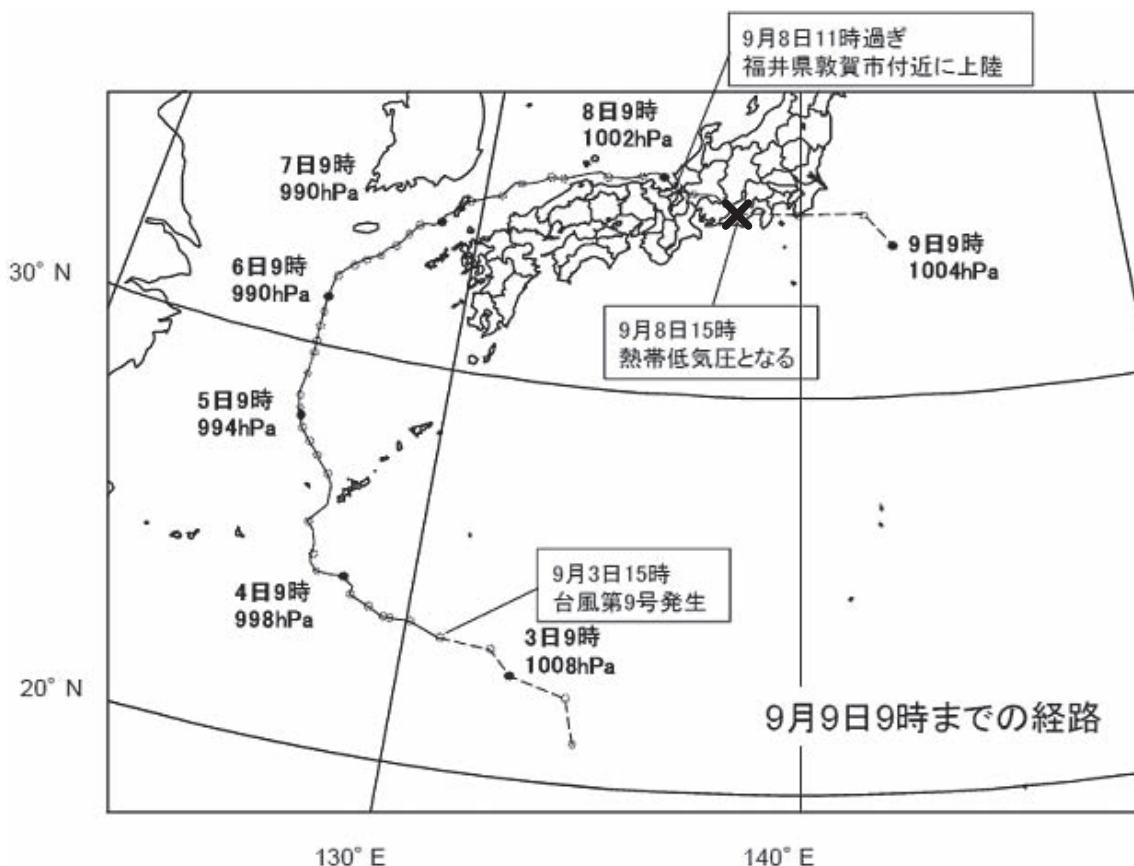 9月8日11時過ぎ
福井県敦賀市付近に上陸
8日9時
1002hPa
7日9時
990hPa
9日9時
1004hPa
30° N
6日9時
990hPa
9月8日15時
熱帯低気圧となる
5日9時
994hPa
9月3日15時
台風第9号発生
4日9時
998hPa
3日9時
1008hPa
20° N
9月9日9時までの経路
130° E
140° E